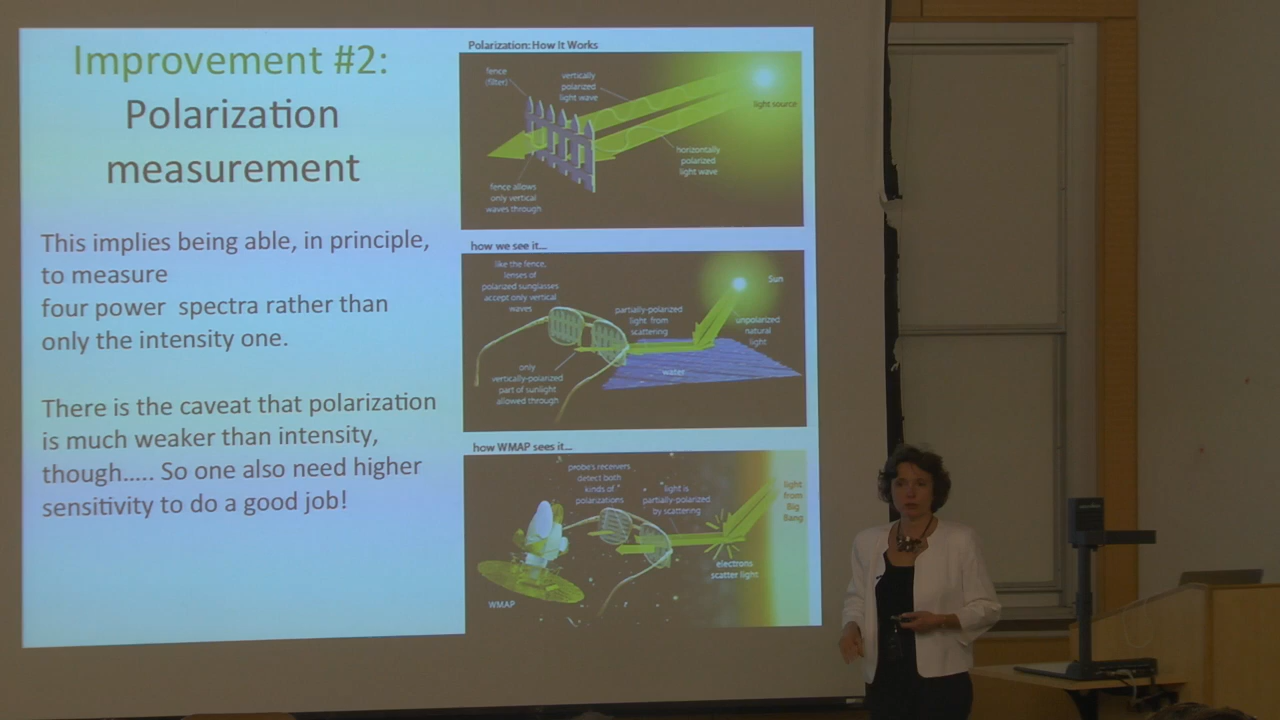 Improvement #2:
Polarization
measurement
This implies being able, in principle,
to measure
four power spectra rather than
only the intensity one.
There is the caveat that polarization
is much weaker than intensity,
though..... So one also need higher
sensitivity to do a good job!
Polarization: How It Works
fence
(filter)
vertically
polarized
light wave
light source
horizontally
polarized
light wave
fence allows
only vertical
waves through
how we see it...
like the fence,
lenses of
polarized sunglasses
accept only vertical
waves
Sun
partially-polarized
light from
scattering
unpolarized
natural
light
only
vertically-polarized
part of sunlight
allowed through
water
how WMAP sees it...
probe's receivers
detect both
kinds of
polarizations
light is
partially-polarized
by scattering
light
from
Big
Bang
electrons
scatter light
WMAP